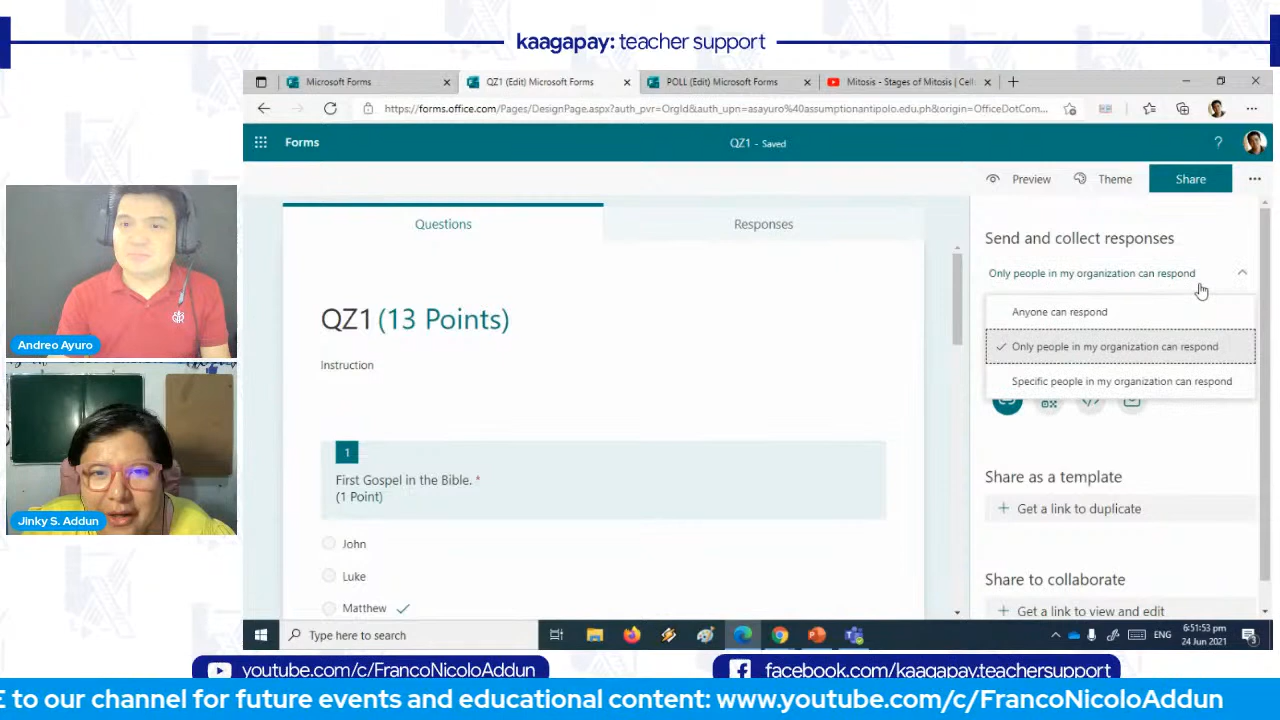 kaagapay: teacher support
Microsoft Forms
QZ1 (Edit) Microsoft Forms
POLL (Edit) Microsoft Forms
Mitosis - Stages of Mitosis | Cell
https://forms.office.com/Pages/DesignPage.aspx?auth_pvr=OrgId&auth_upn=asayuro%40assumptionantipolo.edu.ph&origin=OfficeDotCom...
Forms
QZ1 - Saved
?
Preview
Theme
Share
Questions
Responses
QZ1 (13 Points)
Instruction
1
First Gospel in the Bible. *
(1 Point)
John
Luke
Matthew
Send and collect responses
Only people in my organization can respond
Anyone can respond
Only people in my organization can respond
Specific people in my organization can respond
Share as a template
Get a link to duplicate
Share to collaborate
Get a link to view and edit
Andreo Ayuro
Jinky S. Addun
Type here to search
ENG
6:51:53 pm
24 Jun 2021
3
youtube.com/c/FrancoNicoloAddun
facebook.com/kaagapay.teachersupport
E to our channel for future events and educational content: www.youtube.com/c/FrancoNicoloAddun